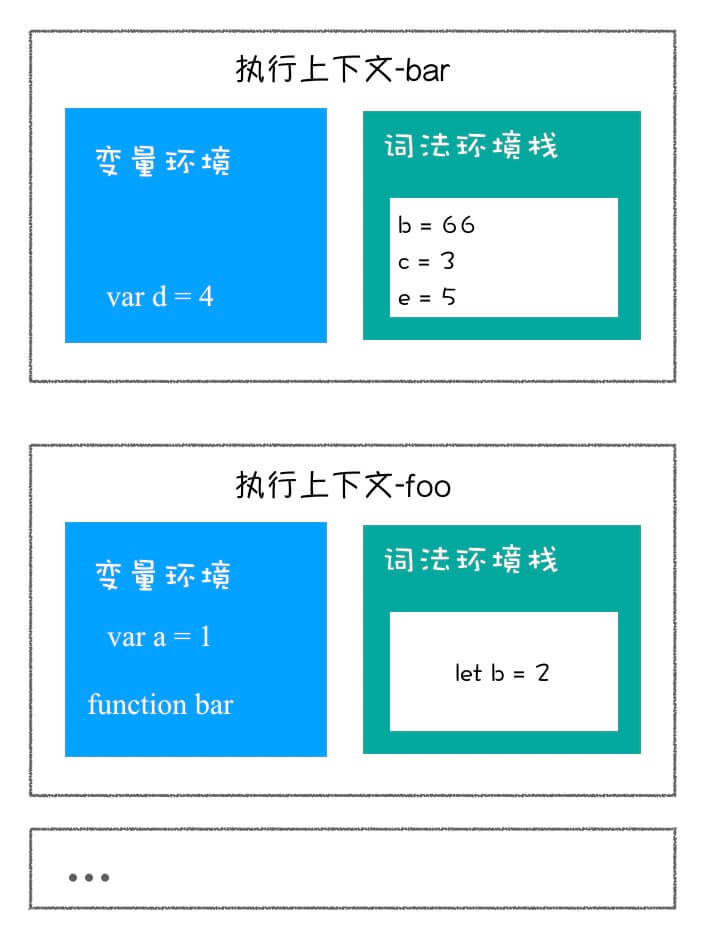 执行上下文-bar
变量环境
var d = 4
词法环境栈
b = 66
c = 3
e = 5
执行上下文-foo
变量环境
var a = 1
function bar
词法环境栈
let b = 2
...